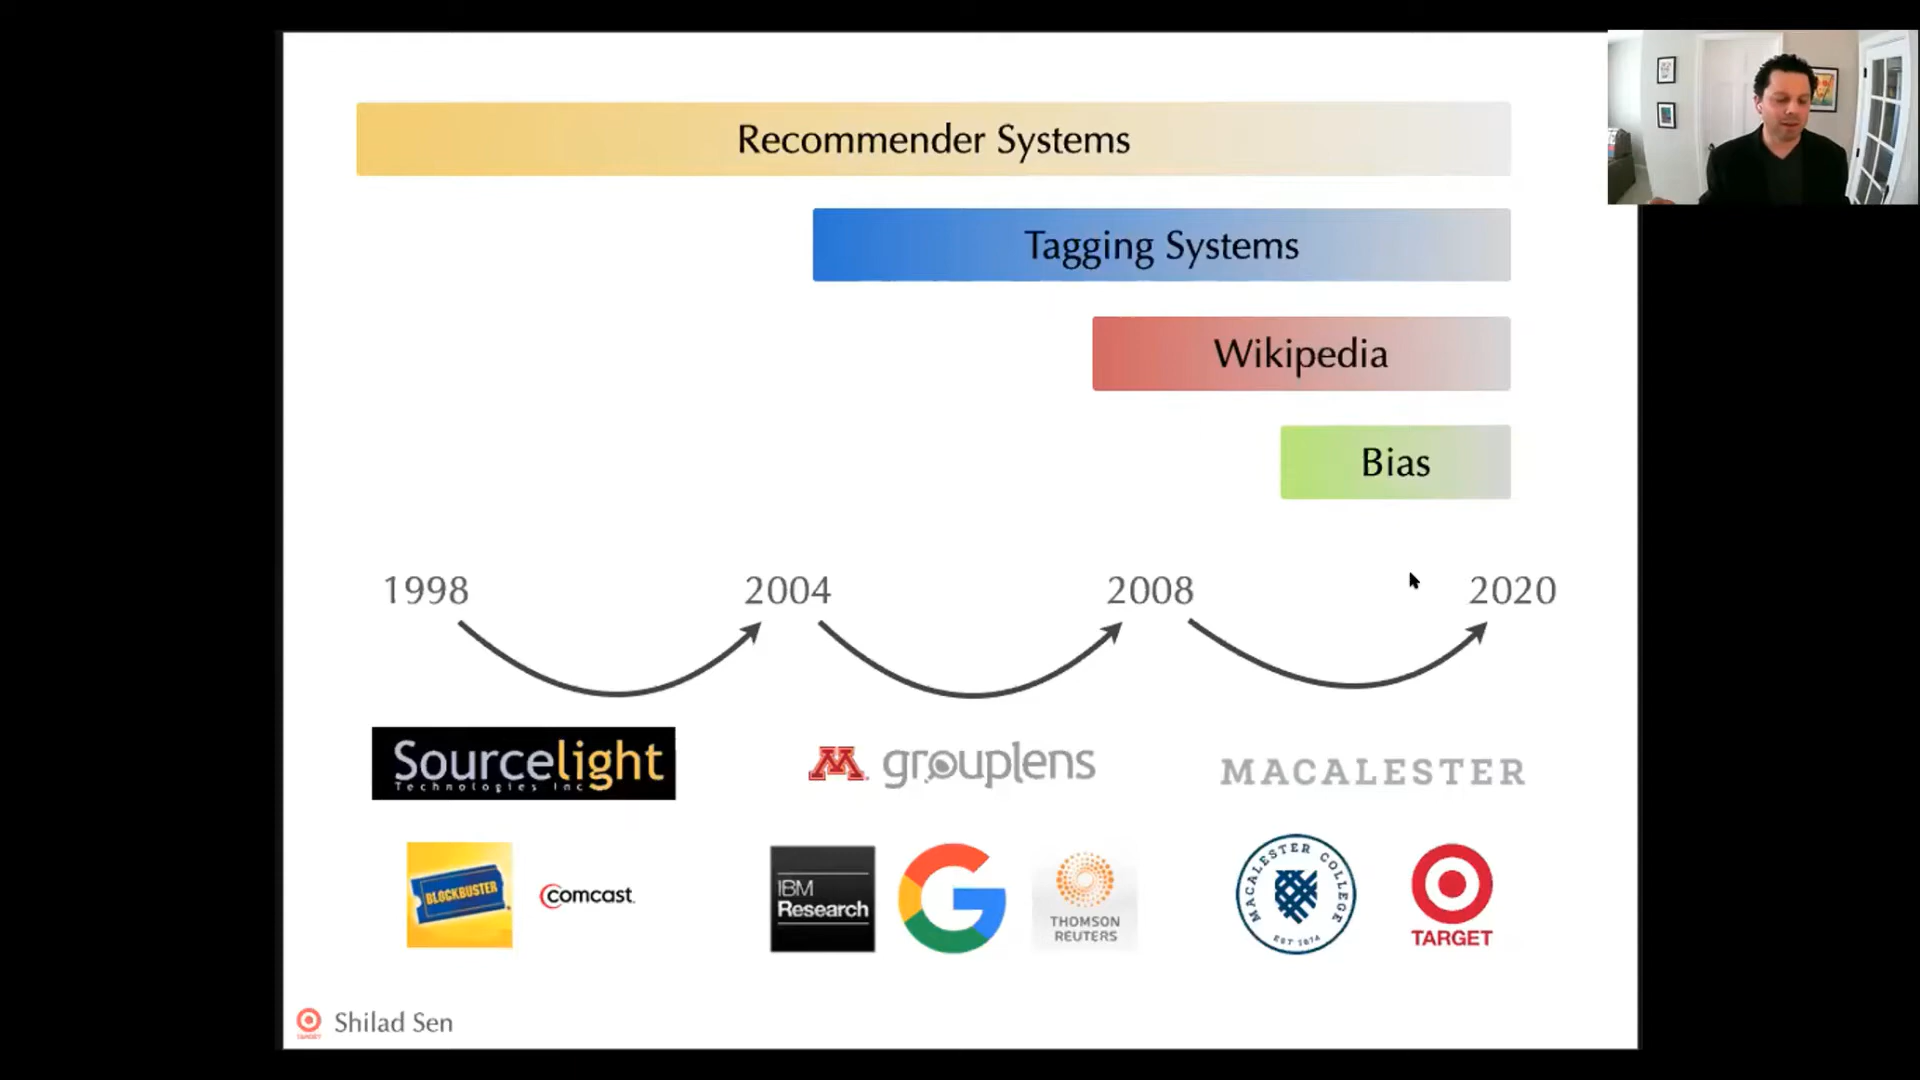 Recommender Systems
Tagging Systems
Wikipedia
Bias
1998 2004 2008 2020
Sourcelight
Technologies Inc
M grouplens
MACALESTER
BLOCKBUSTER
comcast
IBM
Research
G
THOMSON
REUTERS
MACALESTER COLLEGE
EST 1874
TARGET
TARGET
Shilad Sen